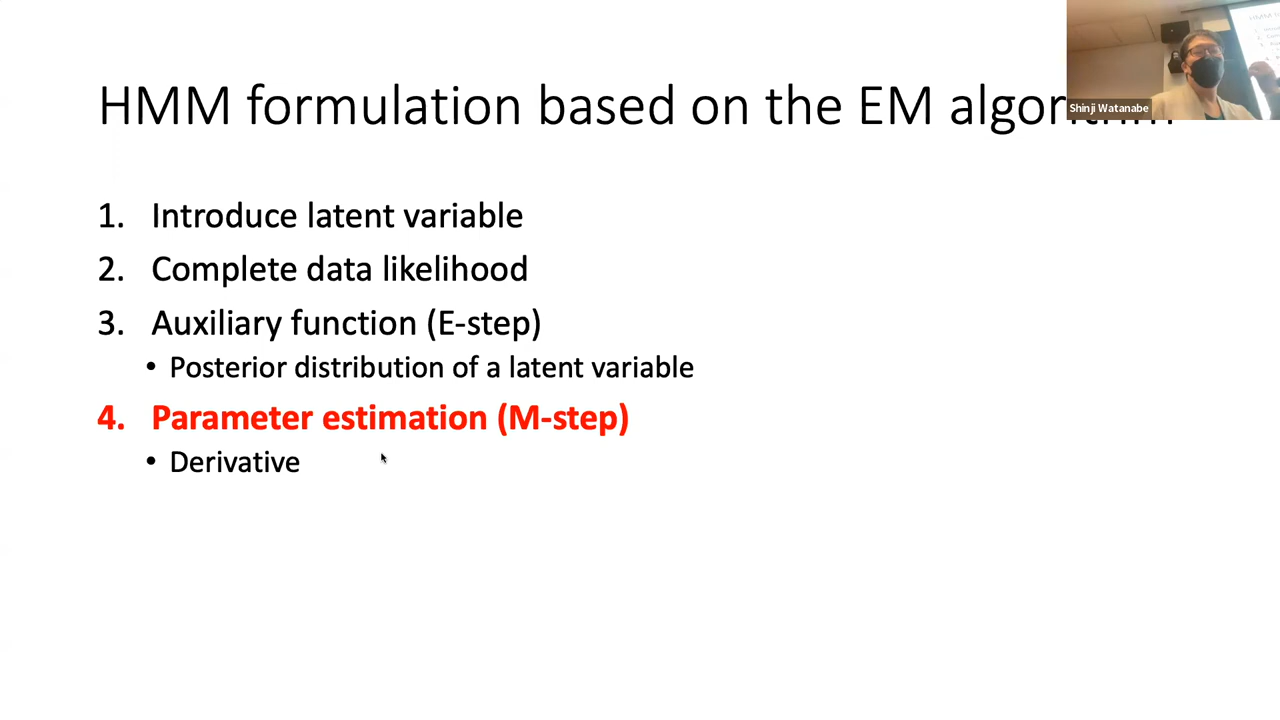 HMM formulation based on the EM algorithm
Shinji Watanabe
1. Introduce latent variable
2. Complete data likelihood
3. Auxiliary function (E-step)
• Posterior distribution of a latent variable
4. Parameter estimation (M-step)
• Derivative